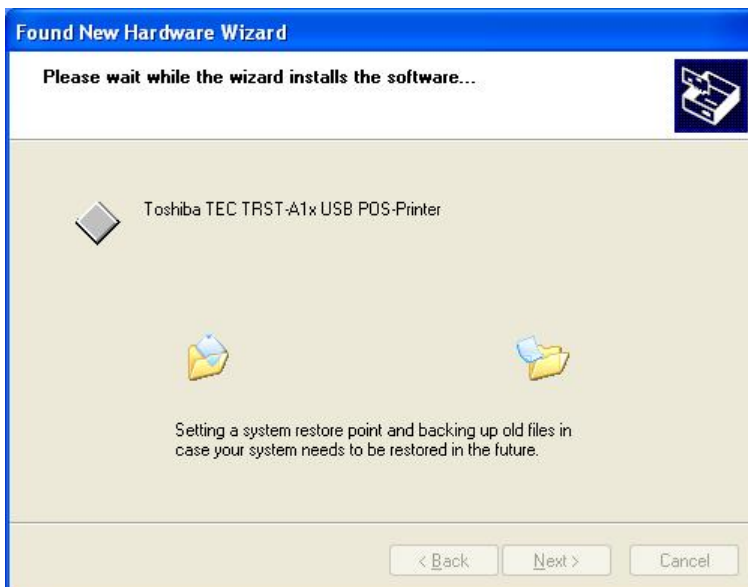 Found New Hardware Wizard
Please wait while the wizard installs the software...
Toshiba TEC TRST-A1x USB POS-Printer
Setting a system restore point and backing up old files in
case your system needs to be restored in the future.
< Back Next > Cancel